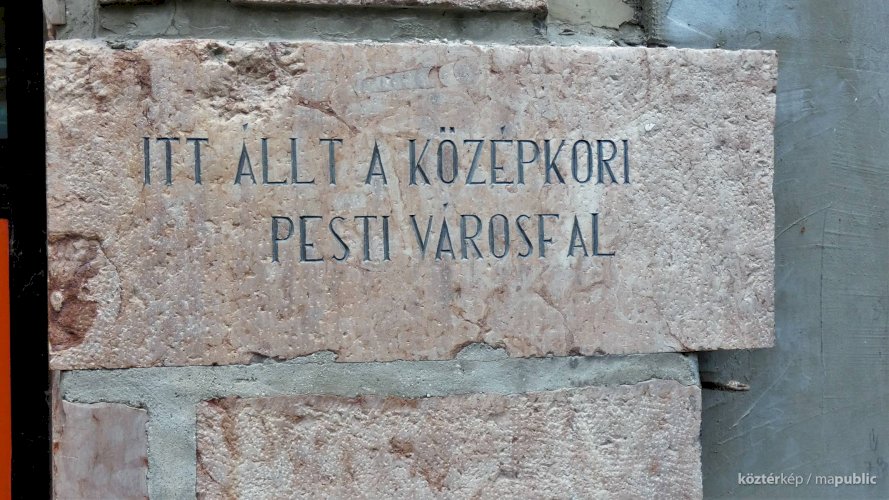 ITT ÁLLT A KÖZÉPKORI
PESTI VÁROSFAL
köztérkép / mapublic